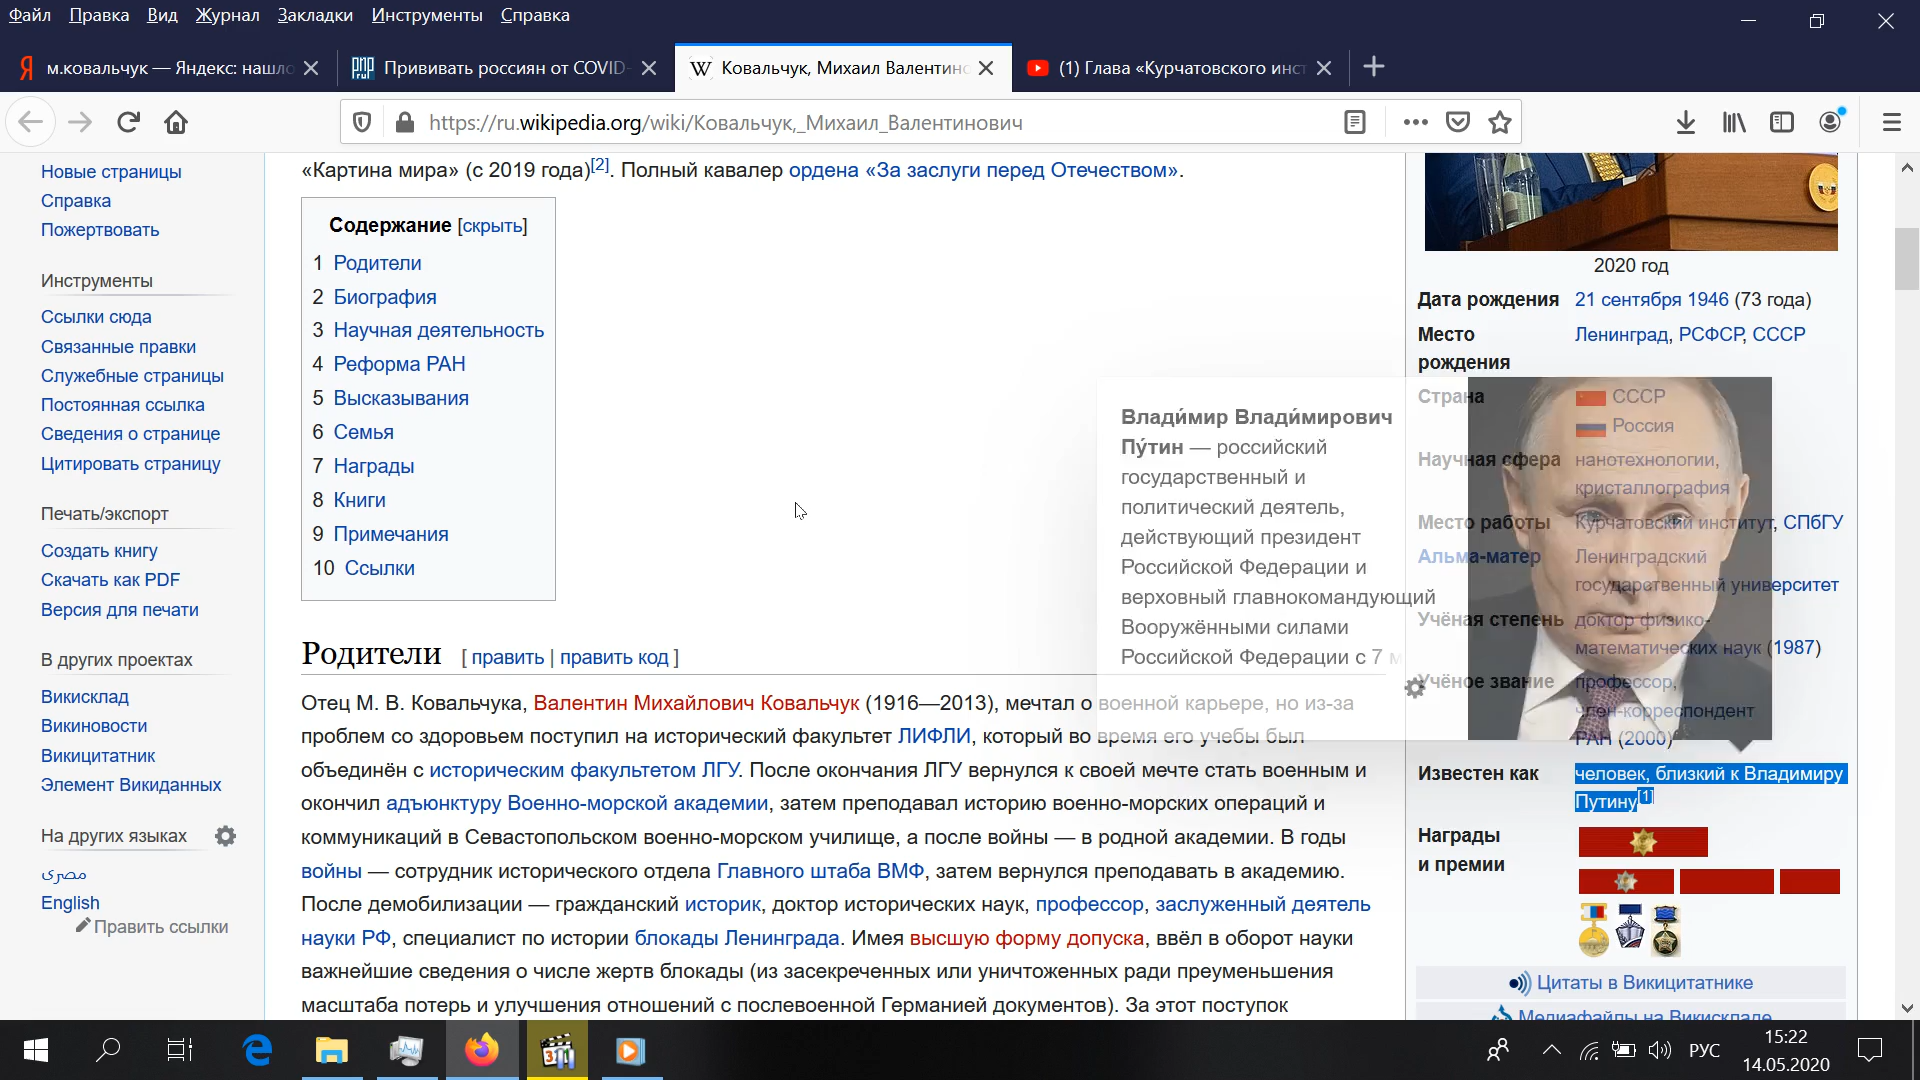 Файл Правка Вид Журнал Закладки Инструменты Справка
м.ковальчук — Яндекс: нашло
Прививать россиян от COVID-
Ковальчук, Михаил Валентино
(1) Глава «Курчатовского инст
https://ru.wikipedia.org/wiki/Ковальчук,_Михаил_Валентинович
Новые страницы
Справка
Пожертвовать
Инструменты
Ссылки сюда
Связанные правки
Служебные страницы
Постоянная ссылка
Сведения о странице
Цитировать страницу
Печать/экспорт
Создать книгу
Скачать как PDF
Версия для печати
В других проектах
Викисклад
Викиновости
Викицитатник
Элемент Викиданных
На других языках
مصرى
English
Править ссылки
«Картина мира» (с 2019 года)[2]. Полный кавалер ордена «За заслуги перед Отечеством».
Содержание [скрыть]
1 Родители
2 Биография
3 Научная деятельность
4 Реформа РАН
5 Высказывания
6 Семья
7 Награды
8 Книги
9 Примечания
10 Ссылки
Родители [ править | править код ]
Отец М. В. Ковальчука, Валентин Михайлович Ковальчук (1916—2013), мечтал о военной карьере, но из-за
проблем со здоровьем поступил на исторический факультет ЛИФЛИ, который во время его учебы был
объединён с историческим факультетом ЛГУ. После окончания ЛГУ вернулся к своей мечте стать военным и
окончил адъюнктуру Военно-морской академии, затем преподавал историю военно-морских операций и
коммуникаций в Севастопольском военно-морском училище, а после войны — в родной академии. В годы
войны — сотрудник исторического отдела Главного штаба ВМФ, затем вернулся преподавать в академию.
После демобилизации — гражданский историк, доктор исторических наук, профессор, заслуженный деятель
науки РФ, специалист по истории блокады Ленинграда. Имея высшую форму допуска, ввёл в оборот науки
важнейшие сведения о числе жертв блокады (из засекреченных или уничтоженных ради преуменьшения
масштаба потерь и улучшения отношений с послевоенной Германией документов). За этот поступок
Влади́мир Влади́мирович
Пу́тин — российский
государственный и
политический деятель,
действующий президент
Российской Федерации и
верховный главнокомандующий
Вооружёнными силами
Российской Федерации с 7 м
2020 год
Дата рождения 21 сентября 1946 (73 года)
Место рождения Ленинград, РСФСР, СССР
Страна СССР
Россия
Научная сфера нанотехнологии,
кристаллография
Место работы Курчатовский институт, СПбГУ
Альма-матер Ленинградский
государственный университет
Учёная степень доктор физико-
математических наук (1987)
Учёное звание профессор,
член-корреспондент
РАН (2000)
Известен как человек, близкий к Владимиру
Путину[1]
Награды
и премии
Цитаты в Викицитатнике
Медиафайлы на Викискладе
РУС
15:22
14.05.2020